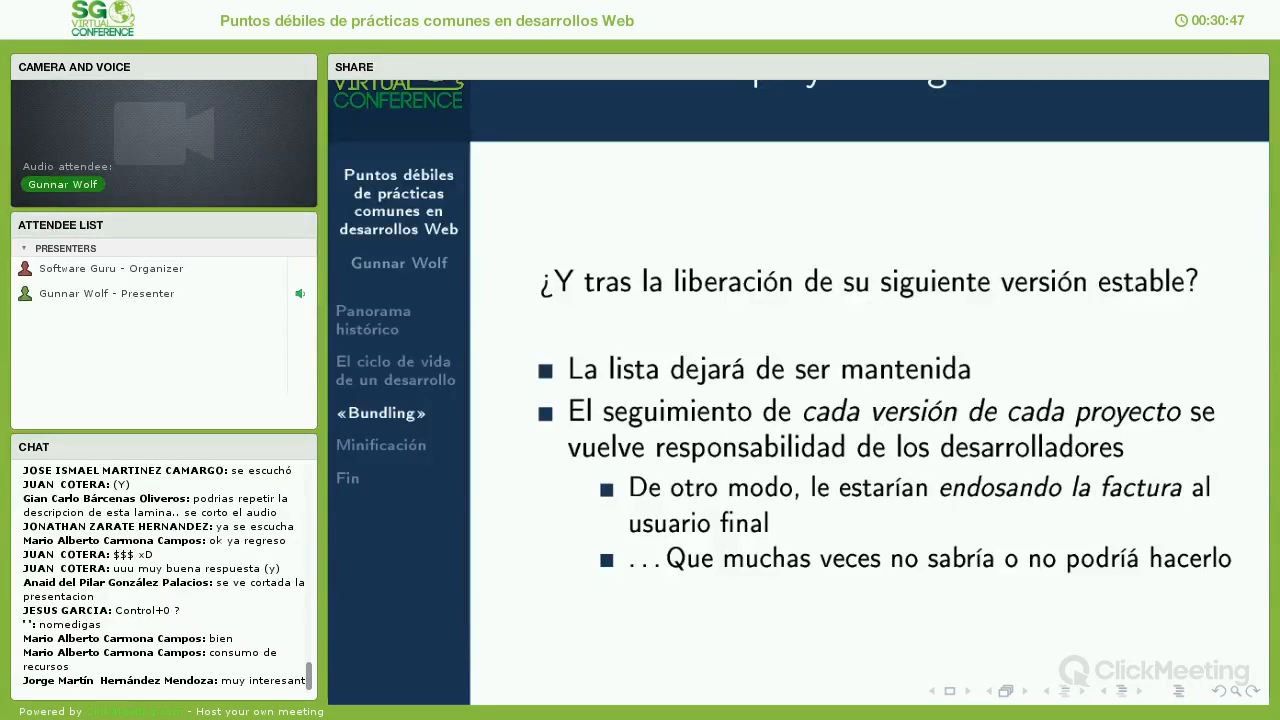 SG
VIRTUAL
CONFERENCE
Puntos débiles de prácticas comunes en desarrollos Web
00:30:47
CAMERA AND VOICE
Audio attendee:
Gunnar Wolf
ATTENDEE LIST
PRESENTERS
Software Guru - Organizer
Gunnar Wolf - Presenter
CHAT
JOSE ISMAEL MARTINEZ CAMARGO: se escuchó
JUAN COTERA: (Y)
Gian Carlo Bárcenas Oliveros: podrias repetir la
descripcion de esta lamina.. se corto el audio
JONATHAN ZARATE HERNANDEZ: ya se escucha
Mario Alberto Carmona Campos: ok ya regreso
JUAN COTERA: $$$ xD
JUAN COTERA: uuu muy buena respuesta (y)
Anaid del Pilar González Palacios: se ve cortada la
presentacion
JESUS GARCIA: Control+0 ?
' ': nomedigas
Mario Alberto Carmona Campos: bien
Mario Alberto Carmona Campos: consumo de
recursos
Jorge Martín Hernández Mendoza: muy interesant
Powered by ClickMeeting.com - Host your own meeting
SHARE
VIRTUAL
CONFERENCE
Puntos débiles
de prácticas
comunes en
desarrollos Web
Gunnar Wolf
Panorama
histórico
El ciclo de vida
de un desarrollo
«Bundling»
Minificación
Fin
¿Y tras la liberación de su siguiente versión estable?
La lista dejará de ser mantenida
El seguimiento de cada versión de cada proyecto se
vuelve responsabilidad de los desarrolladores
De otro modo, le estarían endosando la factura al
usuario final
...Que muchas veces no sabría o no podríá hacerlo
ClickMeeting